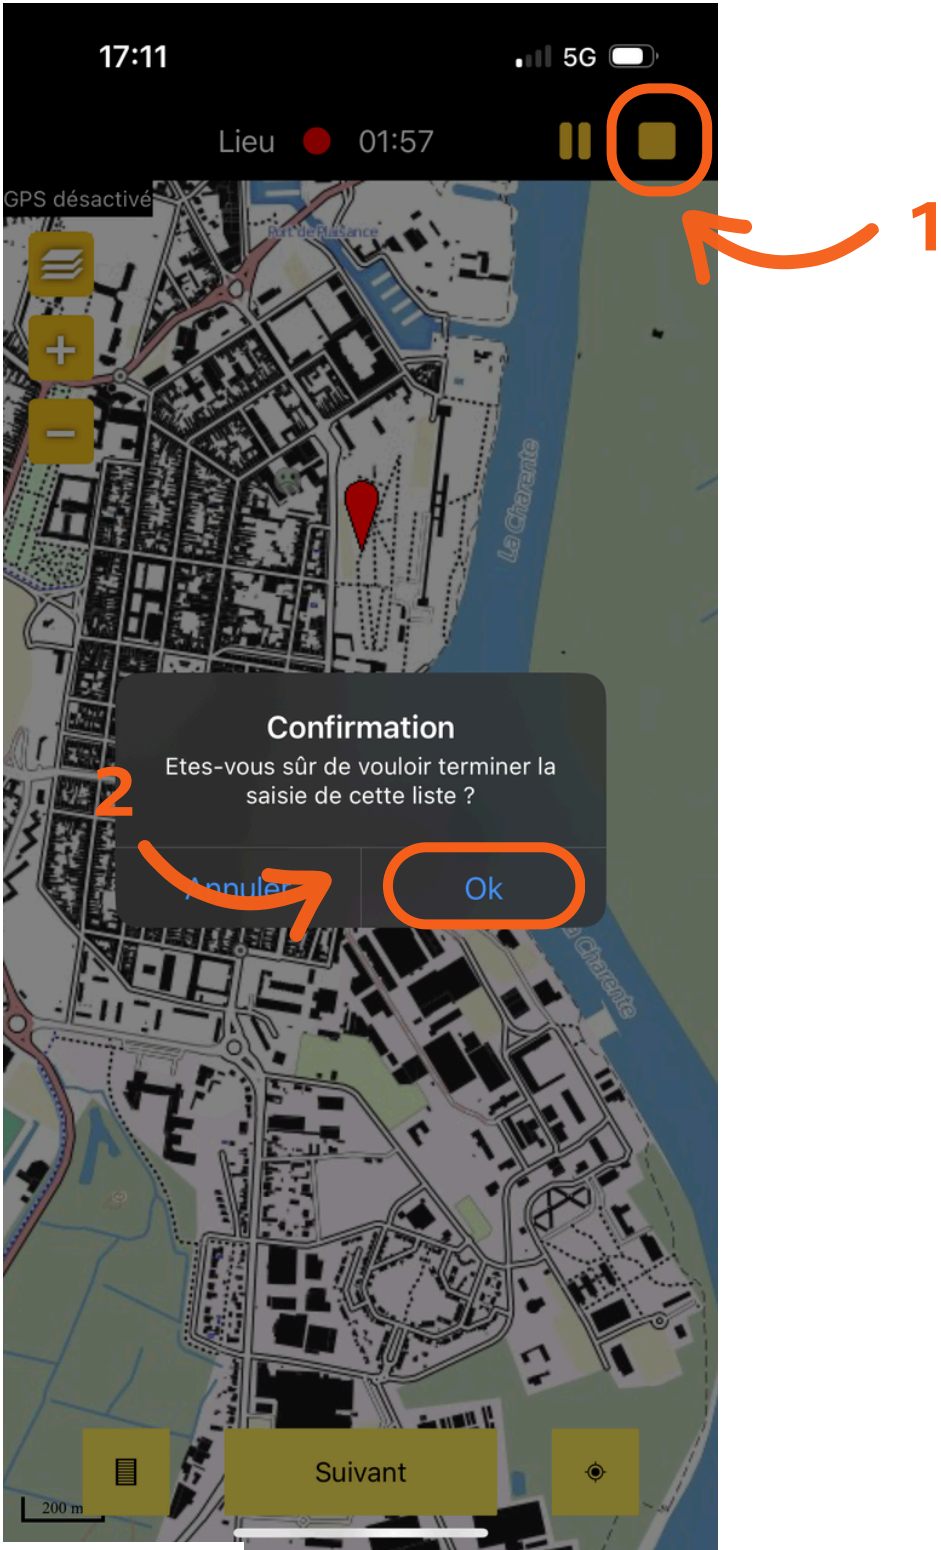 17:11
5G
Lieu 01:57
GPS désactivé
1
Port de Plaisance
+
−
La Charente
Confirmation
Etes-vous sûr de vouloir terminer la
saisie de cette liste ?
2
Annuler
Ok
a Charente
Suivant
200 m